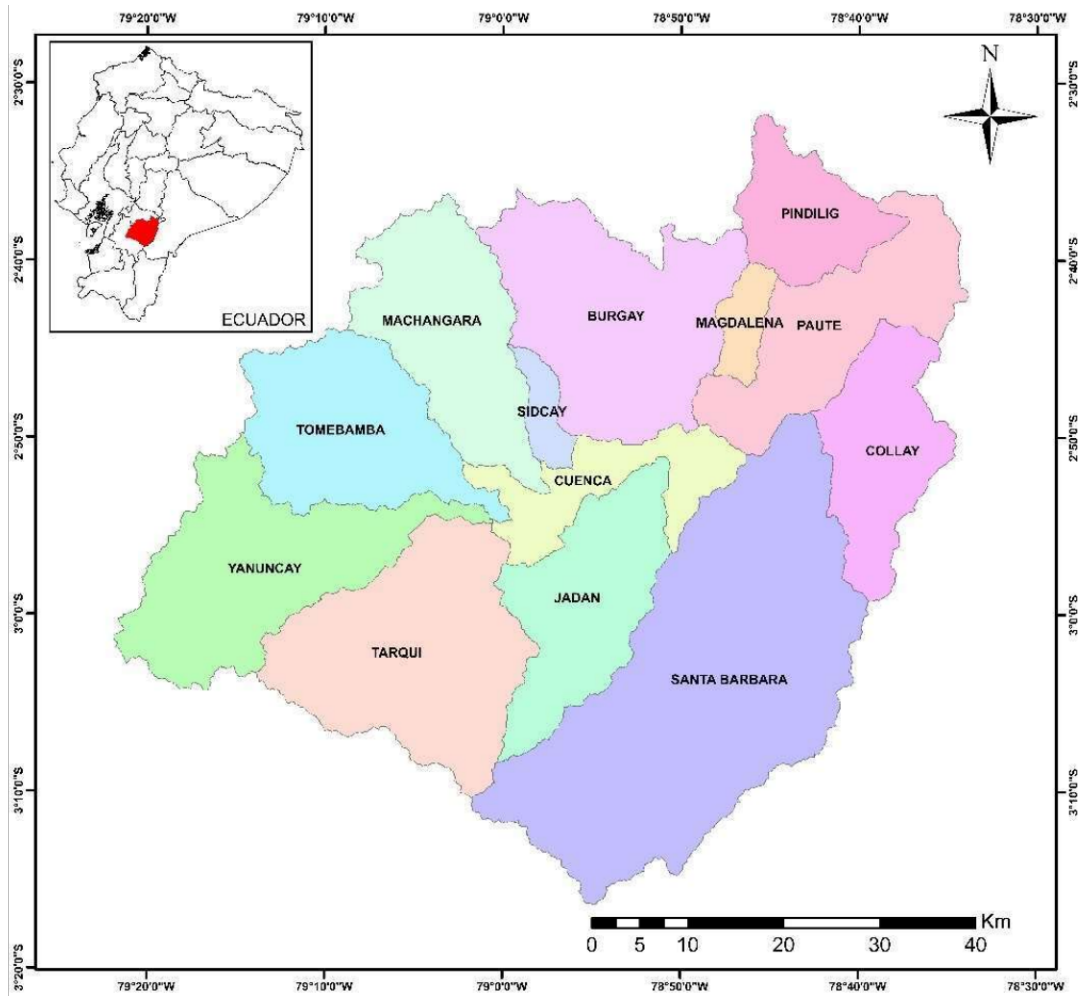 79°20'0"W 79°10'0"W 79°0'0"W 78°50'0"W 78°40'0"W 78°30'0"W
N
2°30'0"S 2°30'0"S
PINDILIG
2°40'0"S 2°40'0"S
ECUADOR
MACHANGARA BURGAY MAGDALENA PAUTE
SIDCAY
TOMEBAMBA
2°50'0"S 2°50'0"S
COLLAY
CUENCA
YANUNCAY
JADAN
3°0'0"S 3°0'0"S
TARQUI
SANTA BARBARA
3°10'0"S 3°10'0"S
Km
0 5 10 20 30 40
3°20'0"S 3°20'0"S
79°20'0"W 79°10'0"W 79°0'0"W 78°50'0"W 78°40'0"W 78°30'0"W